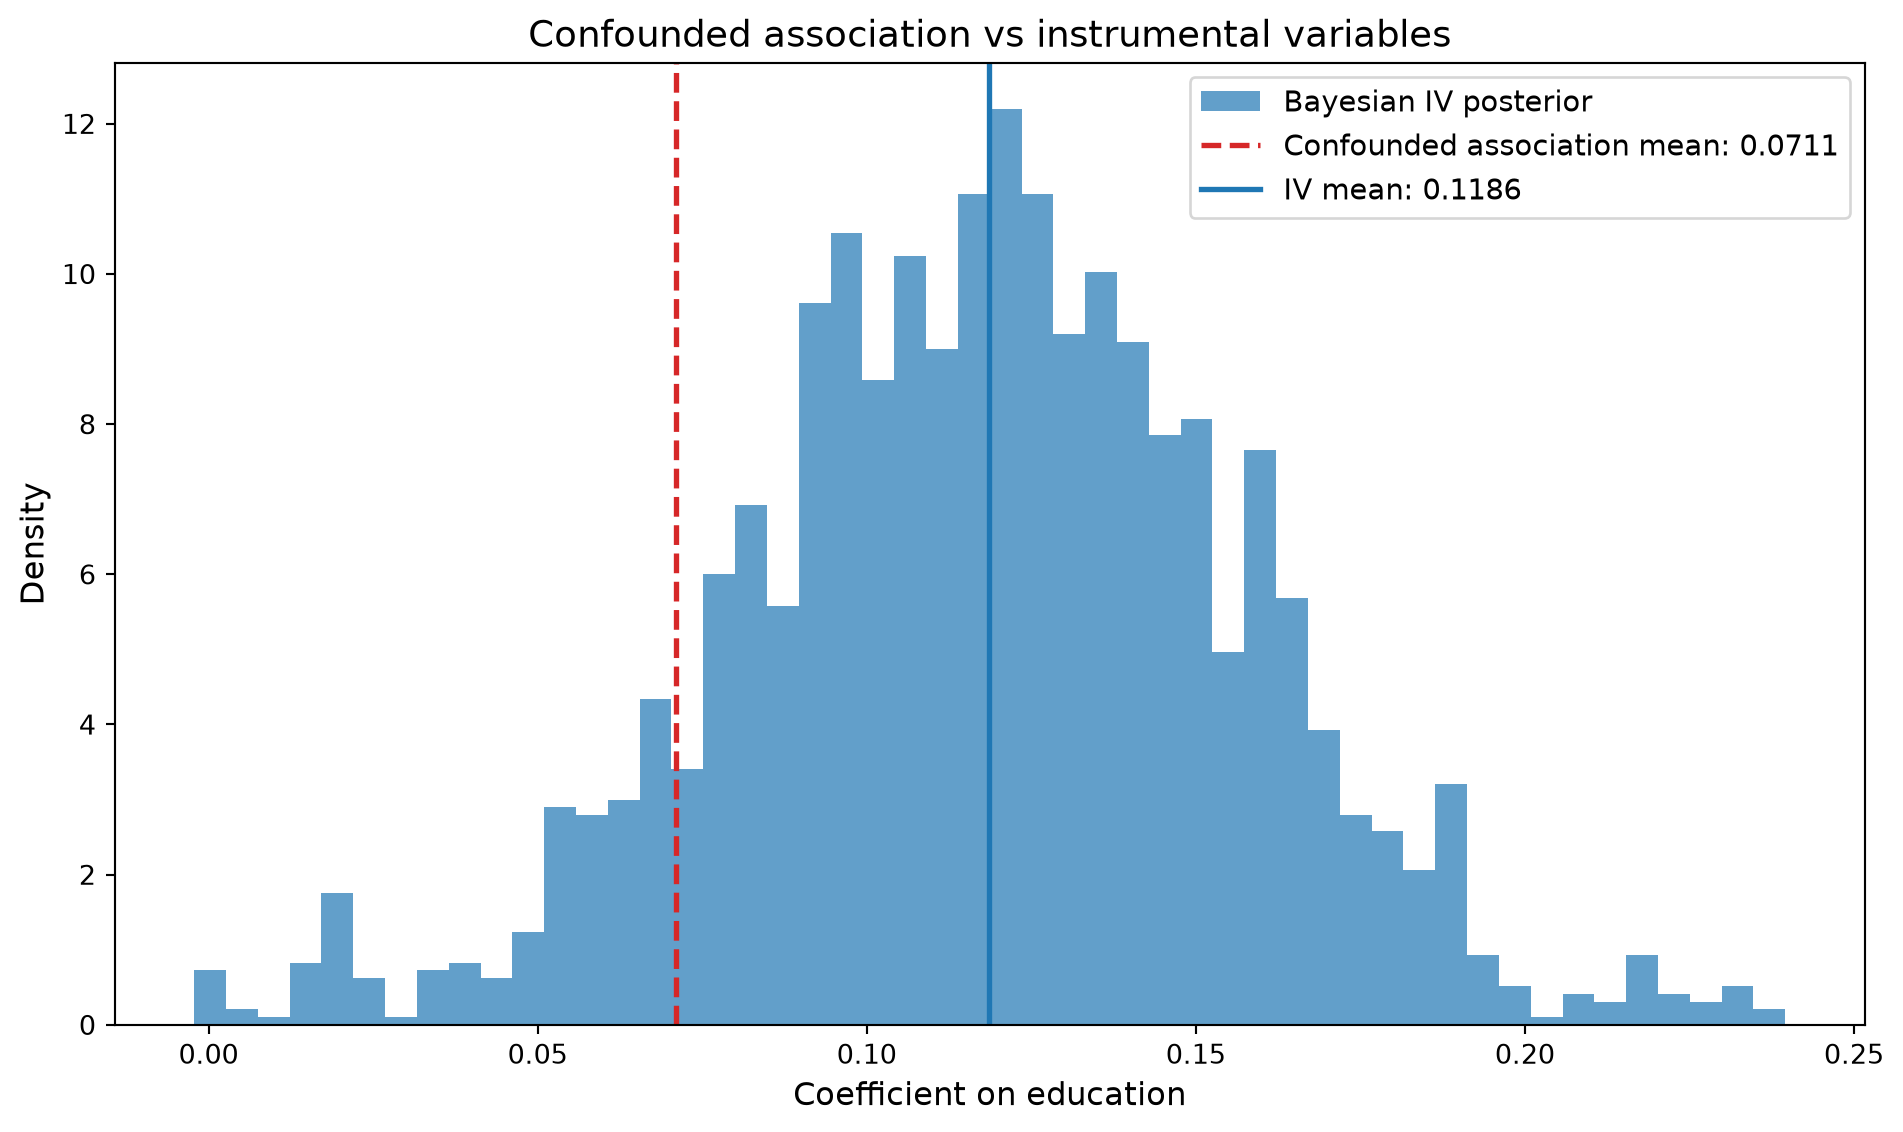 Confounded association vs instrumental variables
Bayesian IV posterior
Confounded association mean: 0.0711
IV mean: 0.1186
Density
12
10
8
6
4
2
0
0.00 0.05 0.10 0.15 0.20 0.25
Coefficient on education